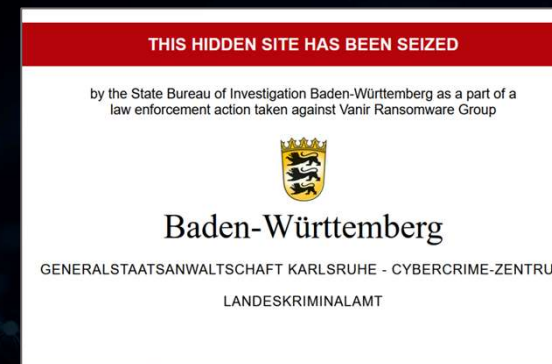 THIS HIDDEN SITE HAS BEEN SEIZED
by the State Bureau of Investigation Baden-Württemberg as a part of a
law enforcement action taken against Vanir Ransomware Group
Baden-Württemberg
GENERALSTAATSANWALTSCHAFT KARLSRUHE - CYBERCRIME-ZENTRU
LANDESKRIMINALAMT